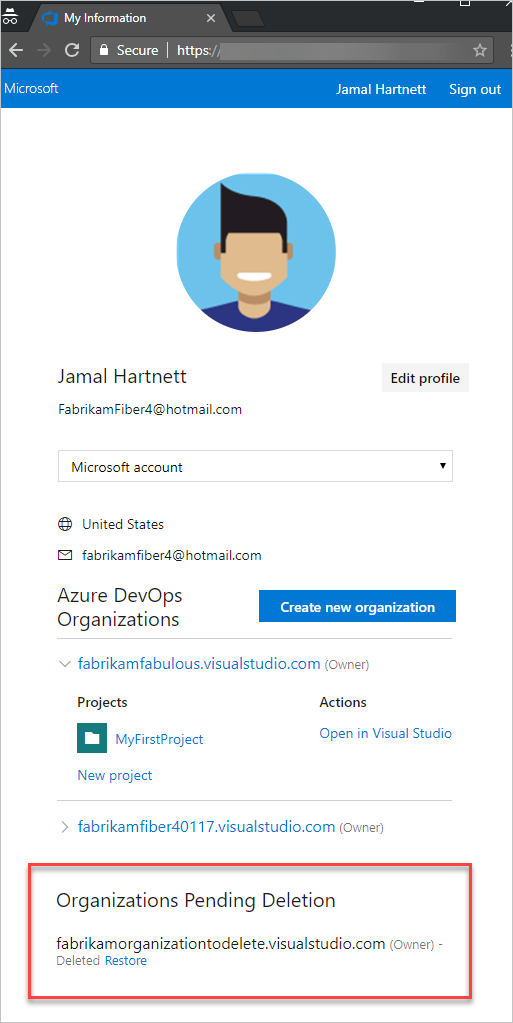 My Information
Secure | https:
Microsoft Jamal Hartnett Sign out
Jamal Hartnett
Edit profile
FabrikamFiber4@hotmail.com
Microsoft account
United States
fabrikamfiber4@hotmail.com
Azure DevOps
Organizations
Create new organization
fabrikamfabulous.visualstudio.com (Owner)
Projects Actions
MyFirstProject Open in Visual Studio
New project
fabrikamfiber40117.visualstudio.com (Owner)
Organizations Pending Deletion
fabrikamorganizationtodelete.visualstudio.com (Owner) -
Deleted Restore